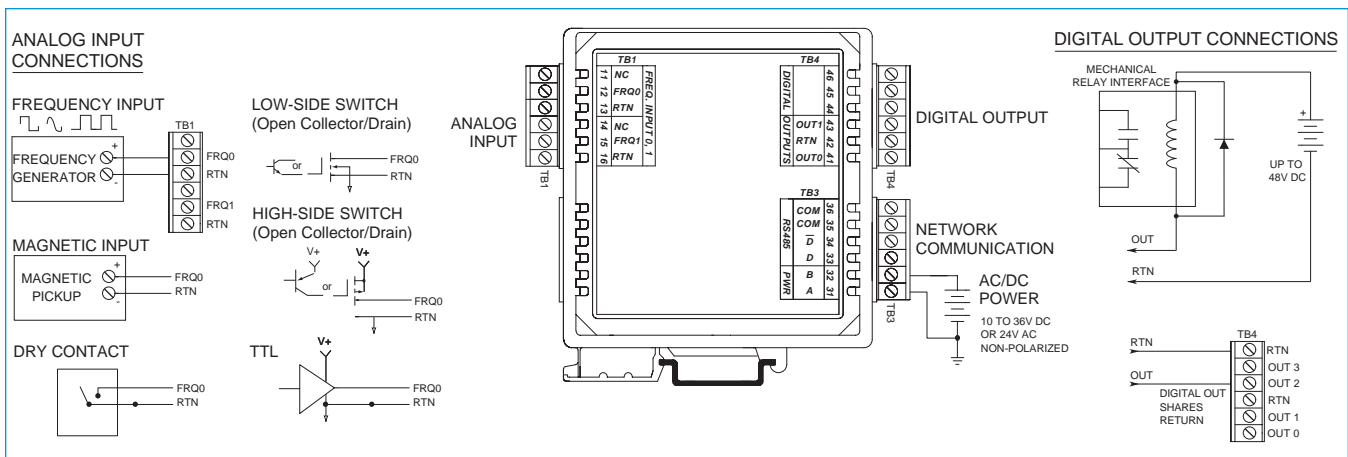 ANALOG INPUT
CONNECTIONS
FREQUENCY INPUT
TB1
+
FREQUENCY
GENERATOR
-
FRQ0
RTN
FRQ1
RTN
MAGNETIC INPUT
+
MAGNETIC
PICKUP
-
FRQ0
RTN
DRY CONTACT
FRQ0
RTN
LOW-SIDE SWITCH
(Open Collector/Drain)
or
FRQ0
RTN
HIGH-SIDE SWITCH
(Open Collector/Drain)
V+
V+
or
FRQ0
RTN
TTL
V+
FRQ0
RTN
ANALOG
INPUT
TB1
TB1
11 NC
12 FRQ0
13 RTN
14 NC
15 FRQ1
16 RTN
FREQ. INPUT 0, 1
TB4
DIGITAL OUTPUTS
46
45
44
OUT1 43
RTN 42
OUT0 41
TB4
DIGITAL OUTPUT
TB3
RS485
COM 36
COM 35
D̅ 34
D 33
PWR
B 32
A 31
TB3
NETWORK
COMMUNICATION
AC/DC
POWER
10 TO 36V DC
OR 24V AC
NON-POLARIZED
DIGITAL OUTPUT CONNECTIONS
MECHANICAL
RELAY INTERFACE
+
UP TO
48V DC
OUT
RTN
RTN
OUT
DIGITAL OUT
SHARES
RETURN
TB4
RTN
OUT 3
OUT 2
RTN
OUT 1
OUT 0